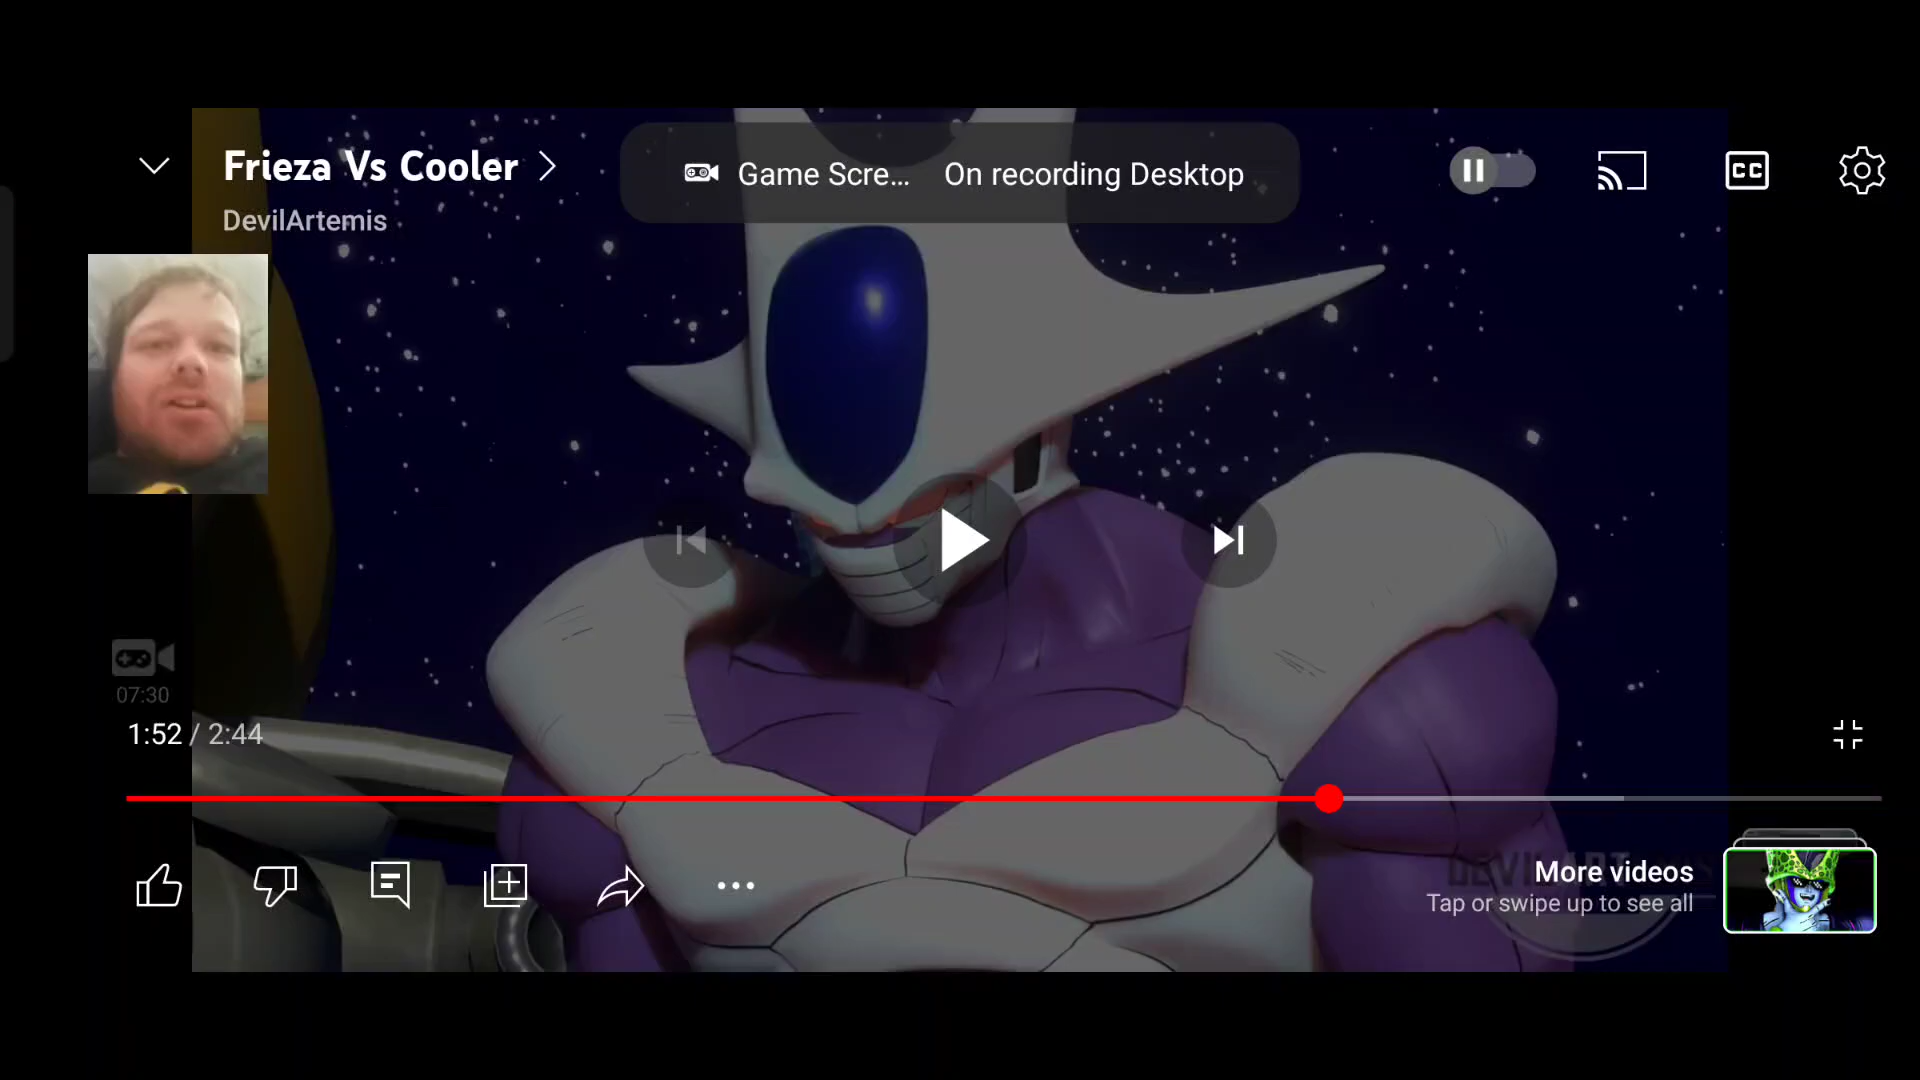 Frieza Vs Cooler
DevilArtemis
Game Scre... On recording Desktop
CC
07:30
1:52 / 2:44
More videos
Tap or swipe up to see all